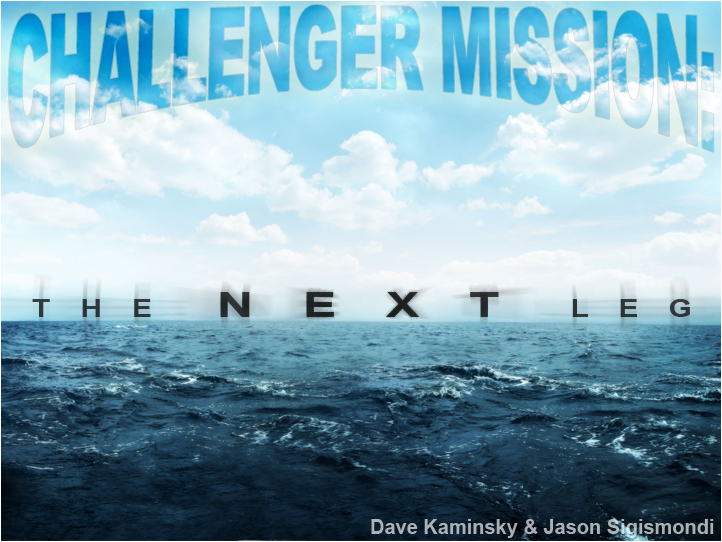 CHALLENGER MISSION:
THE NEXT LEG
Dave Kaminsky & Jason Sigismondi